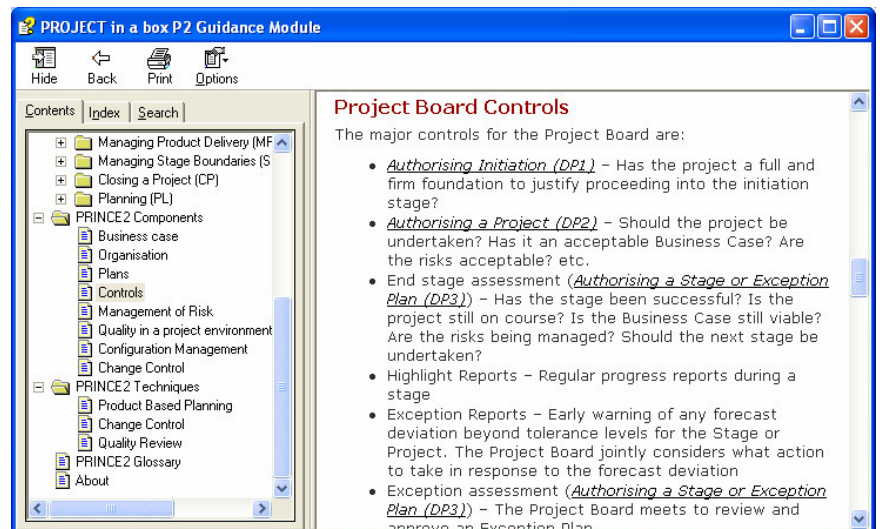 PROJECT in a box P2 Guidance Module
Hide Back Print Options
Contents Index Search
Managing Product Delivery (MF
Managing Stage Boundaries (S
Closing a Project (CP)
Planning (PL)
PRINCE2 Components
Business case
Organisation
Plans
Controls
Management of Risk
Quality in a project environment
Configuration Management
Change Control
PRINCE2 Techniques
Product Based Planning
Change Control
Quality Review
PRINCE2 Glossary
About
Project Board Controls
The major controls for the Project Board are:
• Authorising Initiation (DP1) – Has the project a full and
firm foundation to justify proceeding into the initiation
stage?
• Authorising a Project (DP2) – Should the project be
undertaken? Has it an acceptable Business Case? Are
the risks acceptable? etc.
• End stage assessment (Authorising a Stage or Exception
Plan (DP3)) – Has the stage been successful? Is the
project still on course? Is the Business Case still viable?
Are the risks being managed? Should the next stage be
undertaken?
• Highlight Reports – Regular progress reports during a
stage
• Exception Reports – Early warning of any forecast
deviation beyond tolerance levels for the Stage or
Project. The Project Board jointly considers what action
to take in response to the forecast deviation
• Exception assessment (Authorising a Stage or Exception
Plan (DP3)) – The Project Board meets to review and
approve an Exception Plan